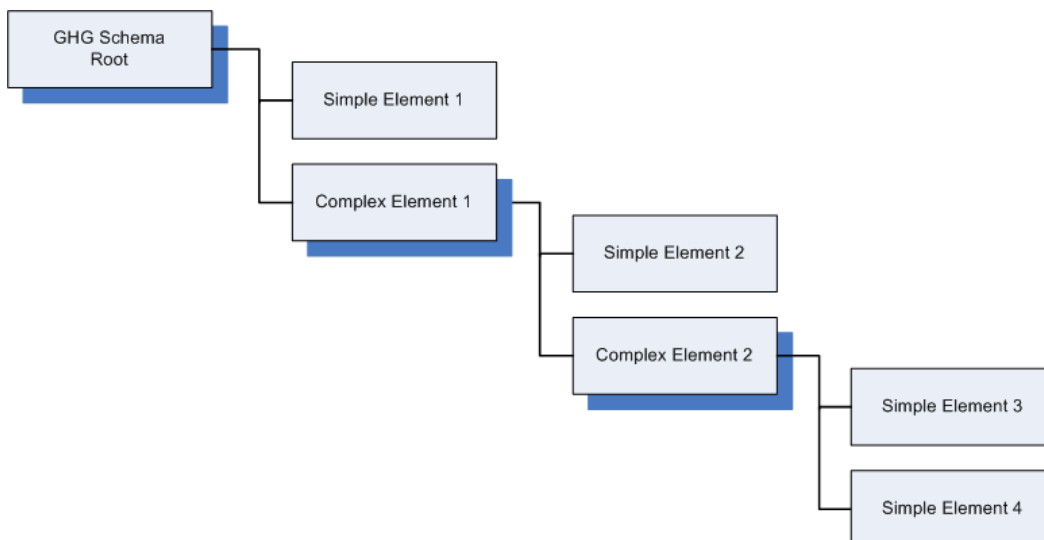 GHG Schema
Root
Simple Element 1
Complex Element 1
Simple Element 2
Complex Element 2
Simple Element 3
Simple Element 4